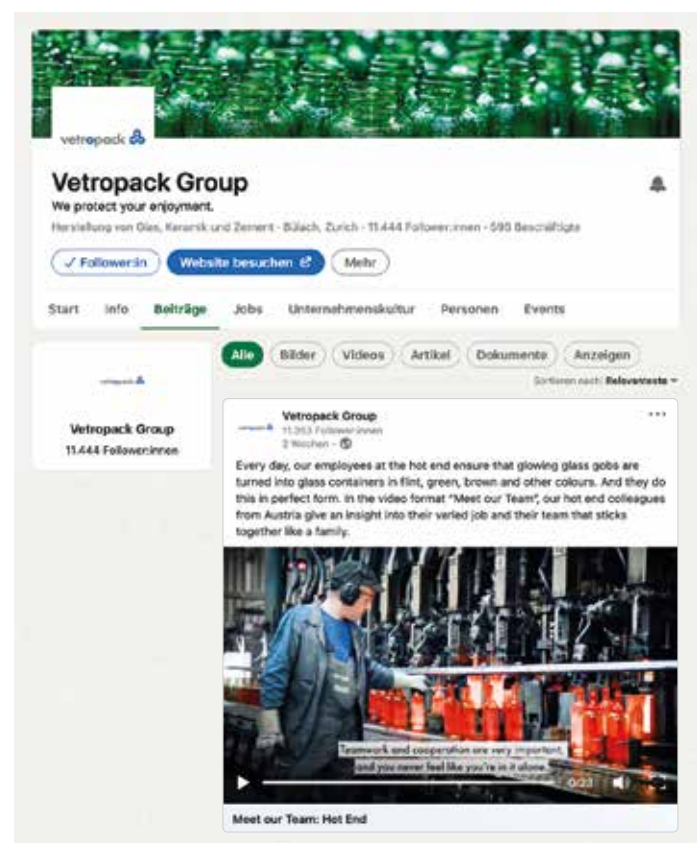 vetropack
Vetropack Group
We protect your enjoyment.
Herstellung von Glas, Keramik und Zement · Bülach, Zurich · 11.444 Follower:innen · 595 Beschäftigte
✓ Follower:in Website besuchen Mehr
Start Info Beiträge Jobs Unternehmenskultur Personen Events
Alle Bilder Videos Artikel Dokumente Anzeigen
Sortieren nach: Relevanteste
vetropack
Vetropack Group
11.444 Follower:innen
Vetropack Group
Follower:innen
2 Wochen
Every day, our employees at the hot end ensure that glowing glass gobs are
turned into glass containers in flint, green, brown and other colours. And they do
this in perfect form. In the video format “Meet our Team”, our hot end colleagues
from Austria give an insight into their varied job and their team that sticks
together like a family.
Teamwork and cooperation are very important,
and you never feel like you're in it alone.
0:23
Meet our Team: Hot End